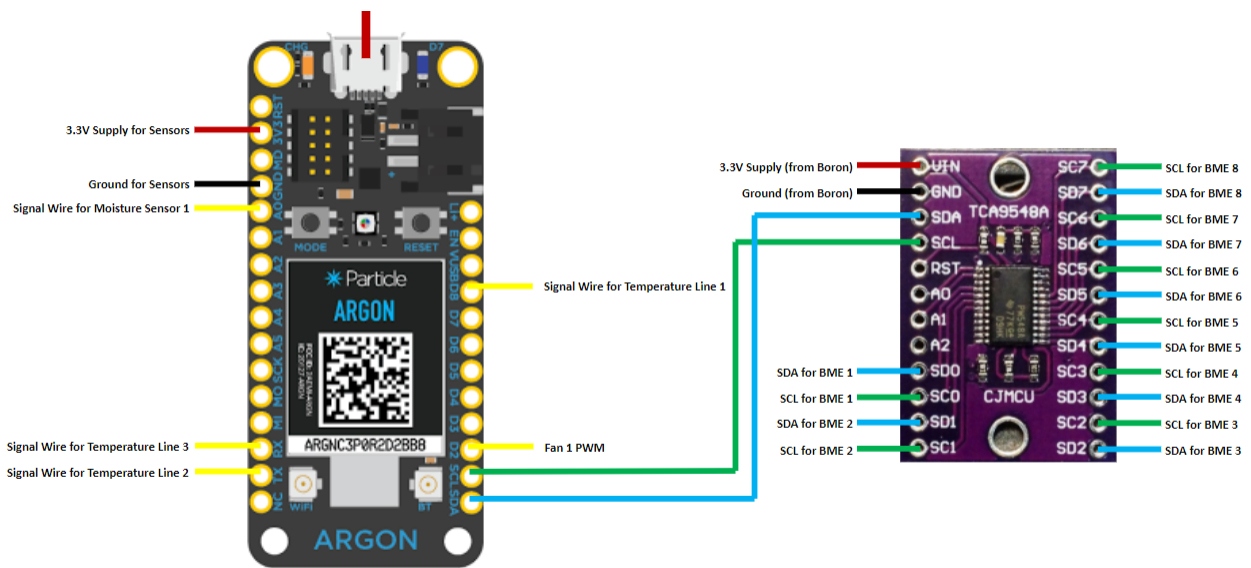 CHG
D7
RST
3V3
MD
GND
A0
A1
A2
A3
A4
A5
SCK
MO
MI
RX
TX
NC
3.3V Supply for Sensors
Ground for Sensors
Signal Wire for Moisture Sensor 1
Signal Wire for Temperature Line 3
Signal Wire for Temperature Line 2
MODE
RESET
Particle
ARGON
ARGNC3P0R2D2BBB
WiFi
BT
ARGON
Li+
EN
VUSB
D8
D7
D6
D5
D4
D3
D2
SCL
SDA
Signal Wire for Temperature Line 1
Fan 1 PWM
3.3V Supply (from Boron)
Ground (from Boron)
SDA for BME 1
SCL for BME 1
SDA for BME 2
SCL for BME 2
VIN
GND
SDA
SCL
RST
A0
A1
A2
SD0
SC0
SD1
SC1
TCA9548A
CJMCU
SC7
SD7
SC6
SD6
SC5
SD5
SC4
SD4
SC3
SD3
SC2
SD2
SCL for BME 8
SDA for BME 8
SCL for BME 7
SDA for BME 7
SCL for BME 6
SDA for BME 6
SCL for BME 5
SDA for BME 5
SCL for BME 4
SDA for BME 4
SCL for BME 3
SDA for BME 3